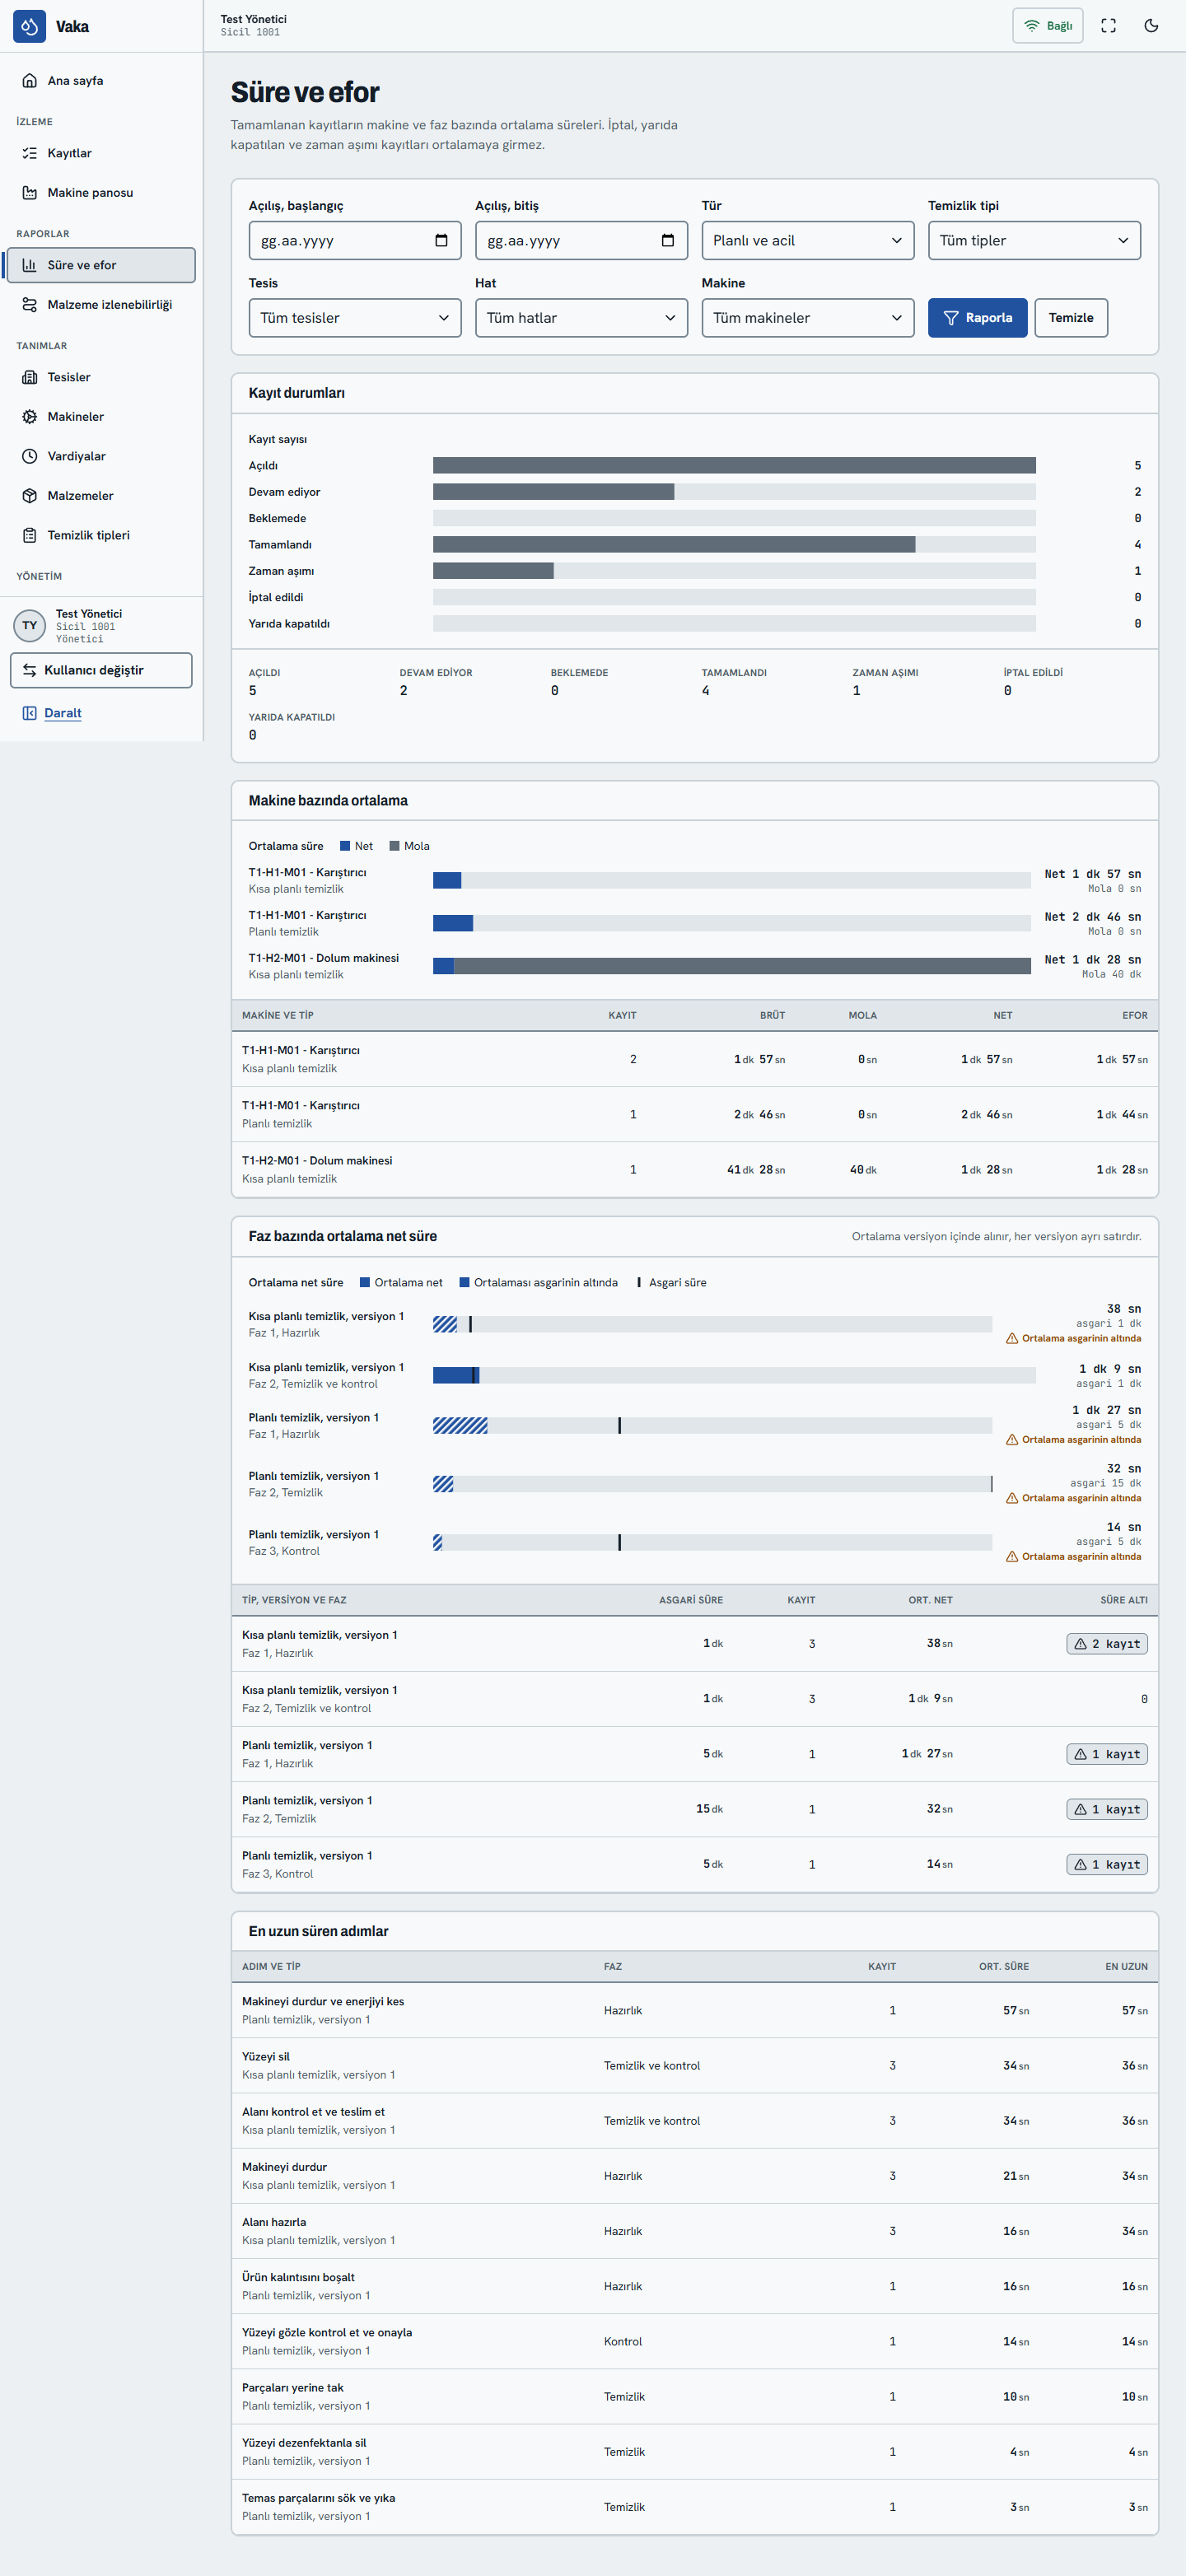 Vaka
Test Yönetici
Sicil 1001
Bağlı
Ana sayfa
İZLEME
Kayıtlar
Makine panosu
RAPORLAR
Süre ve efor
Malzeme izlenebilirliği
TANIMLAR
Tesisler
Makineler
Vardiyalar
Malzemeler
Temizlik tipleri
YÖNETİM
TY
Test Yönetici
Sicil 1001
Yönetici
Kullanıcı değiştir
Daralt
Süre ve efor
Tamamlanan kayıtların makine ve faz bazında ortalama süreleri. İptal, yarıda
kapatılan ve zaman aşımı kayıtları ortalamaya girmez.
Açılış, başlangıç Açılış, bitiş Tür Temizlik tipi
gg.aa.yyyy gg.aa.yyyy Planlı ve acil Tüm tipler
Tesis Hat Makine
Tüm tesisler Tüm hatlar Tüm makineler Raporla Temizle
Kayıt durumları
Kayıt sayısı
Açıldı 5
Devam ediyor 2
Beklemede 0
Tamamlandı 4
Zaman aşımı 1
İptal edildi 0
Yarıda kapatıldı 0
AÇILDI DEVAM EDİYOR BEKLEMEDE TAMAMLANDI ZAMAN AŞIMI İPTAL EDİLDİ
5 2 0 4 1 0
YARIDA KAPATILDI
0
Makine bazında ortalama
Ortalama süre Net Mola
T1-H1-M01 - Karıştırıcı Net 1 dk 57 sn
Kısa planlı temizlik Mola 0 sn
T1-H1-M01 - Karıştırıcı Net 2 dk 46 sn
Planlı temizlik Mola 0 sn
T1-H2-M01 - Dolum makinesi Net 1 dk 28 sn
Kısa planlı temizlik Mola 40 dk
MAKİNE VE TİP KAYIT BRÜT MOLA NET EFOR
T1-H1-M01 - Karıştırıcı
Kısa planlı temizlik 2 1 dk 57 sn 0 sn 1 dk 57 sn 1 dk 57 sn
T1-H1-M01 - Karıştırıcı
Planlı temizlik 1 2 dk 46 sn 0 sn 2 dk 46 sn 1 dk 44 sn
T1-H2-M01 - Dolum makinesi
Kısa planlı temizlik 1 41 dk 28 sn 40 dk 1 dk 28 sn 1 dk 28 sn
Faz bazında ortalama net süre Ortalama versiyon içinde alınır, her versiyon ayrı satırdır.
Ortalama net süre Ortalama net Ortalaması asgarinin altında Asgari süre
Kısa planlı temizlik, versiyon 1 38 sn
Faz 1, Hazırlık asgari 1 dk
Ortalama asgarinin altında
Kısa planlı temizlik, versiyon 1 1 dk 9 sn
Faz 2, Temizlik ve kontrol asgari 1 dk
Planlı temizlik, versiyon 1 1 dk 27 sn
Faz 1, Hazırlık asgari 5 dk
Ortalama asgarinin altında
Planlı temizlik, versiyon 1 32 sn
Faz 2, Temizlik asgari 15 dk
Ortalama asgarinin altında
Planlı temizlik, versiyon 1 14 sn
Faz 3, Kontrol asgari 5 dk
Ortalama asgarinin altında
TİP, VERSİYON VE FAZ ASGARİ SÜRE KAYIT ORT. NET SÜRE ALTI
Kısa planlı temizlik, versiyon 1
Faz 1, Hazırlık 1 dk 3 38 sn 2 kayıt
Kısa planlı temizlik, versiyon 1
Faz 2, Temizlik ve kontrol 1 dk 3 1 dk 9 sn 0
Planlı temizlik, versiyon 1
Faz 1, Hazırlık 5 dk 1 1 dk 27 sn 1 kayıt
Planlı temizlik, versiyon 1
Faz 2, Temizlik 15 dk 1 32 sn 1 kayıt
Planlı temizlik, versiyon 1
Faz 3, Kontrol 5 dk 1 14 sn 1 kayıt
En uzun süren adımlar
ADIM VE TİP FAZ KAYIT ORT. SÜRE EN UZUN
Makineyi durdur ve enerjiyi kes
Planlı temizlik, versiyon 1 Hazırlık 1 57 sn 57 sn
Yüzeyi sil
Kısa planlı temizlik, versiyon 1 Temizlik ve kontrol 3 34 sn 36 sn
Alanı kontrol et ve teslim et
Kısa planlı temizlik, versiyon 1 Temizlik ve kontrol 3 34 sn 36 sn
Makineyi durdur
Kısa planlı temizlik, versiyon 1 Hazırlık 3 21 sn 34 sn
Alanı hazırla
Kısa planlı temizlik, versiyon 1 Hazırlık 3 16 sn 34 sn
Ürün kalıntısını boşalt
Planlı temizlik, versiyon 1 Hazırlık 1 16 sn 16 sn
Yüzeyi gözle kontrol et ve onayla
Planlı temizlik, versiyon 1 Kontrol 1 14 sn 14 sn
Parçaları yerine tak
Planlı temizlik, versiyon 1 Temizlik 1 10 sn 10 sn
Yüzeyi dezenfektanla sil
Planlı temizlik, versiyon 1 Temizlik 1 4 sn 4 sn
Temas parçalarını sök ve yıka
Planlı temizlik, versiyon 1 Temizlik 1 3 sn 3 sn